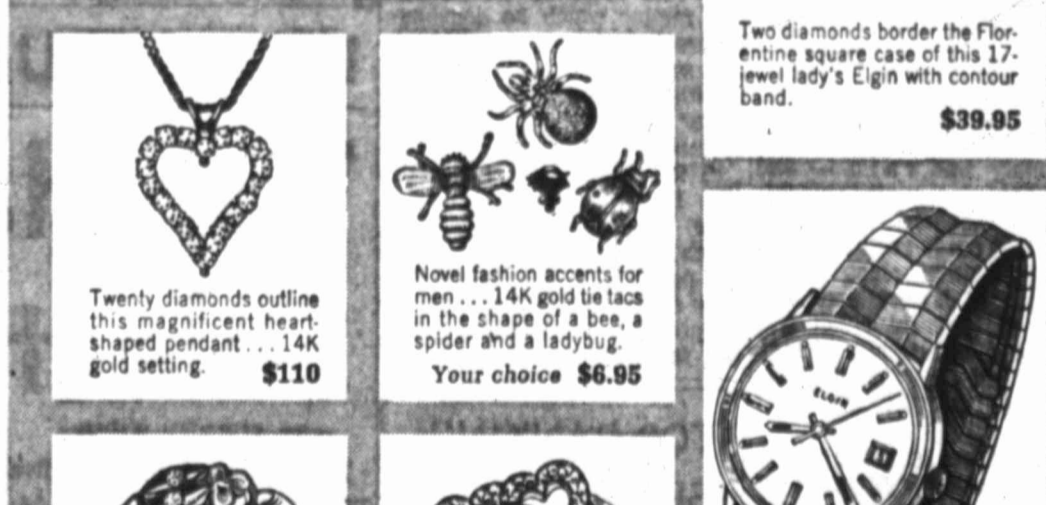 Twenty diamonds outline
this magnificent heart-
shaped pendant . . . 14K
gold setting. $110
Novel fashion accents for
men . . . 14K gold tie tacs
in the shape of a bee, a
spider and a ladybug.
Your choice $6.95
Two diamonds border the Flor-
entine square case of this 17-
jewel lady's Elgin with contour
band.
$39.95
ELGIN